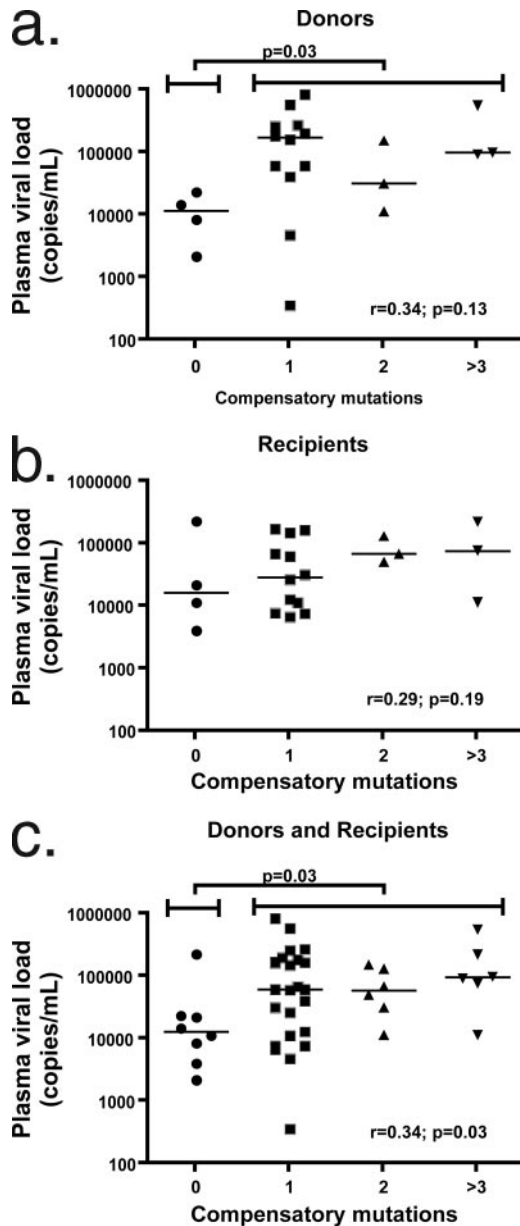 a.
Donors
p=0.03
Plasma viral load
(copies/mL)
1000000
100000
10000
1000
100
r=0.34; p=0.13
0 1 2 >3
Compensatory mutations
b.
Recipients
Plasma viral load
(copies/mL)
1000000
100000
10000
1000
100
r=0.29; p=0.19
0 1 2 >3
Compensatory mutations
c.
Donors and Recipients
p=0.03
Plasma viral load
(copies/mL)
1000000
100000
10000
1000
100
r=0.34; p=0.03
0 1 2 >3
Compensatory mutations